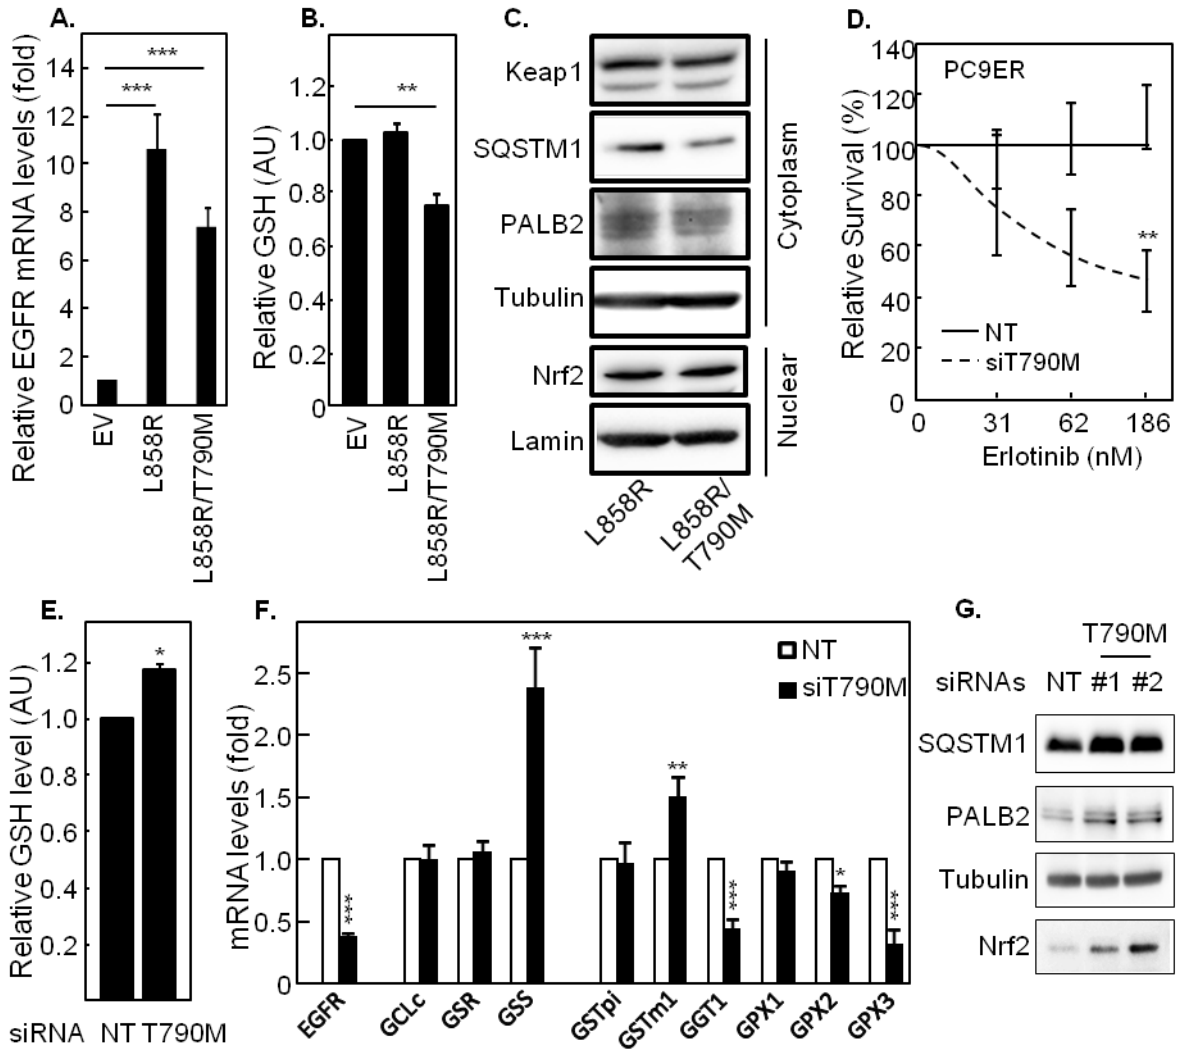 A.
Relative EGFR mRNA levels (fold)
***
***
14
12
10
8
6
4
2
0
EV
L858R
L858R/T790M
B.
Relative GSH (AU)
**
1.2
1.0
0.8
0.6
0.4
0.2
0
EV
L858R
L858R/T790M
C.
Keap1
SQSTM1
PALB2
Tubulin
Nrf2
Lamin
Cytoplasm
Nuclear
L858R
L858R/
T790M
D.
Relative Survival (%)
140
120
100
80
60
40
20
0
PC9ER
**
NT
siT790M
0 31 62 186
Erlotinib (nM)
E.
Relative GSH level (AU)
1.2
1.0
0.8
0.6
0.4
0.2
*
siRNA NT T790M
F.
mRNA levels (fold)
2.5
2.0
1.5
1.0
0.5
0
NT
siT790M
***
***
**
***
*
***
EGFR
GCLc
GSR
GSS
GSTpi
GSTm1
GGT1
GPX1
GPX2
GPX3
G.
T790M
siRNAs NT #1 #2
SQSTM1
PALB2
Tubulin
Nrf2